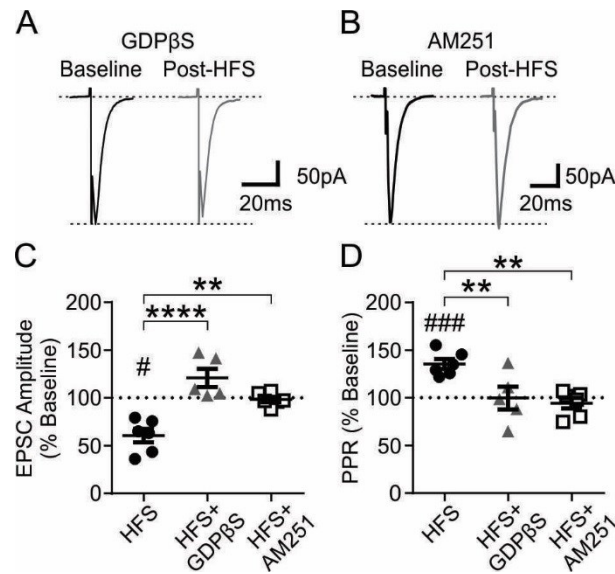 A
GDPβS
Baseline Post-HFS
50pA
20ms
B
AM251
Baseline Post-HFS
50pA
20ms
C
EPSC Amplitude
(% Baseline)
200
150
100
50
0
**
****
#
HFS
HFS+
GDPβS
HFS+
AM251
D
PPR (% Baseline)
200
150
100
50
0
**
**
###
HFS
HFS+
GDPβS
HFS+
AM251